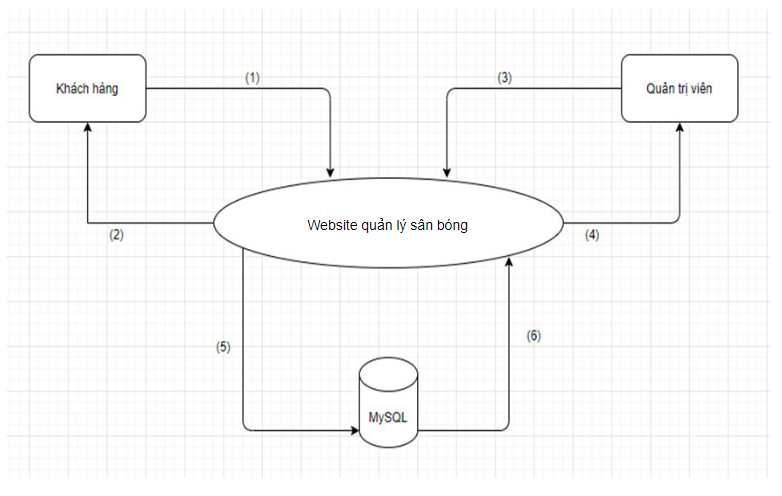 (1)
(3)
Khách hàng
Quản trị viên
Website quản lý sân bóng
(2)
(4)
(5)
(6)
MySQL